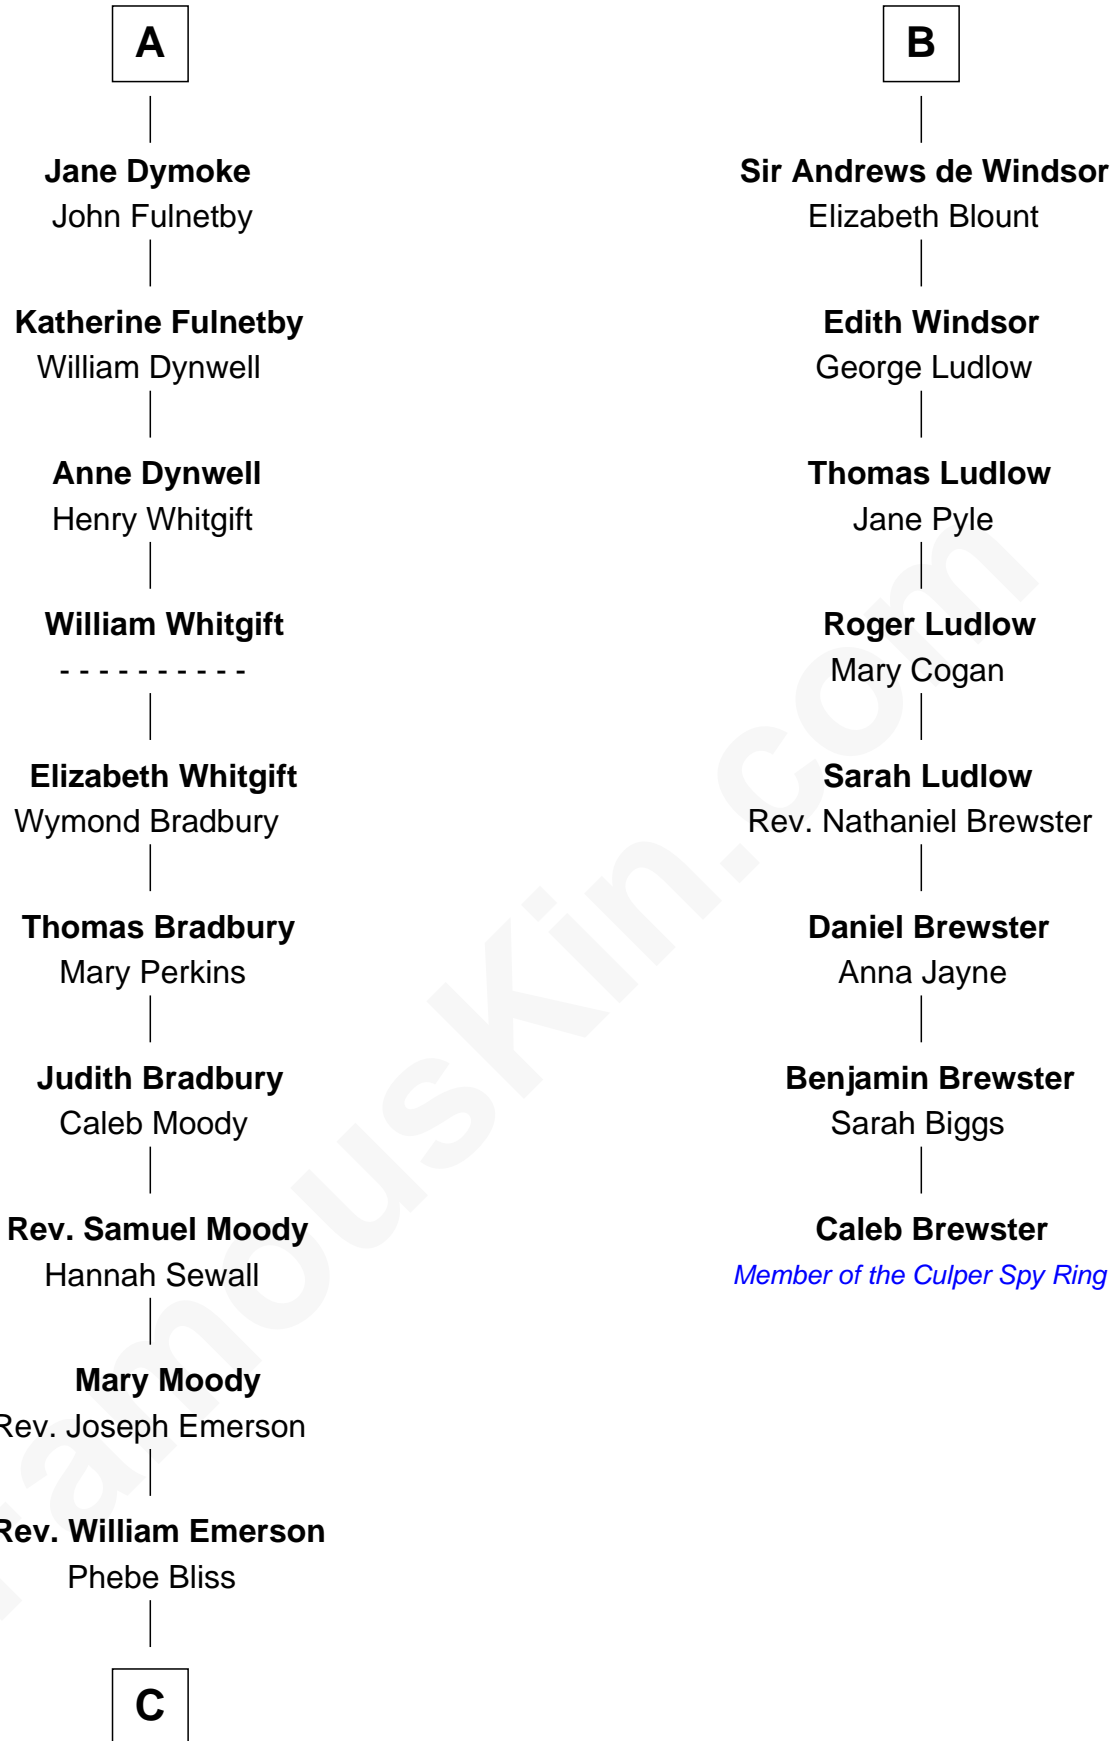 A
Jane Dymoke
John Fulnetby
Katherine Fulnetby
William Dynwell
Anne Dynwell
Henry Whitgift
William Whitgift
- - - - - - - - - -
Elizabeth Whitgift
Wymond Bradbury
Thomas Bradbury
Mary Perkins
Judith Bradbury
Caleb Moody
Rev. Samuel Moody
Hannah Sewall
Mary Moody
Rev. Joseph Emerson
Rev. William Emerson
Phebe Bliss
C
B
Sir Andrews de Windsor
Elizabeth Blount
Edith Windsor
George Ludlow
Thomas Ludlow
Jane Pyle
Roger Ludlow
Mary Cogan
Sarah Ludlow
Rev. Nathaniel Brewster
Daniel Brewster
Anna Jayne
Benjamin Brewster
Sarah Biggs
Caleb Brewster
Member of the Culper Spy Ring
FamousKin.com